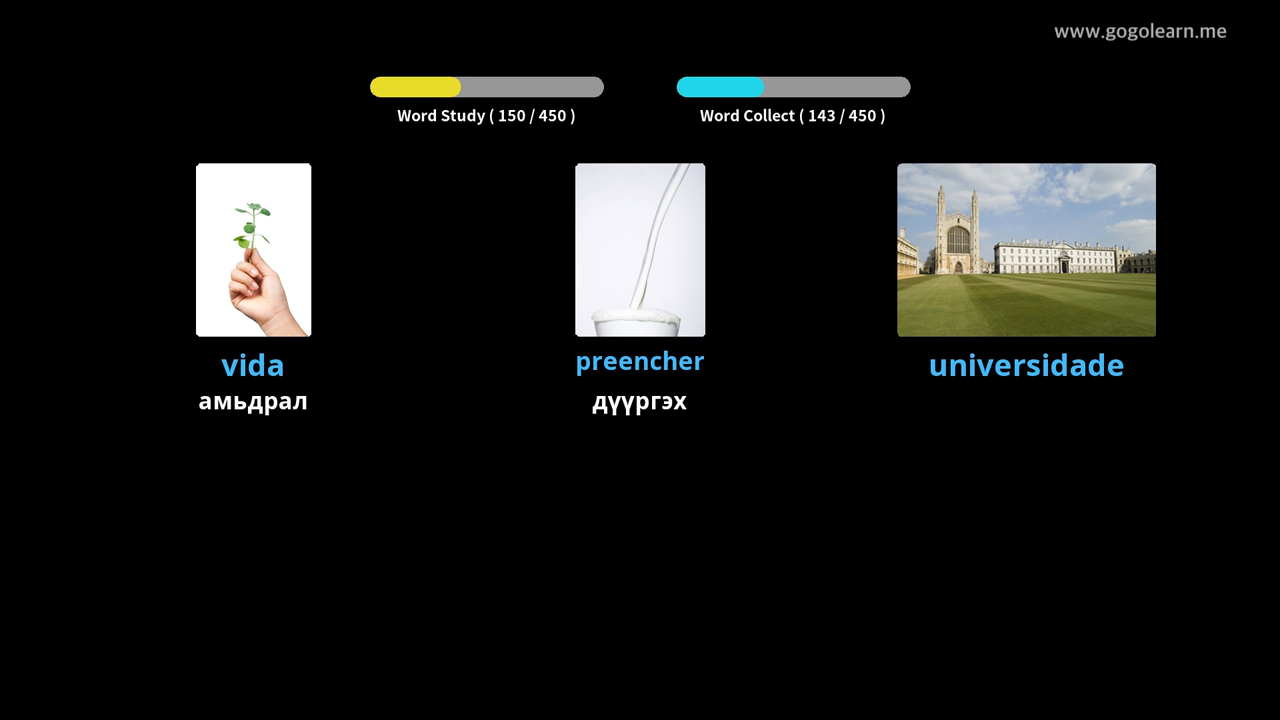 www.gogolearn.me
Word Study ( 150 / 450 )
Word Collect ( 143 / 450 )
vida
амьдрал
preencher
дүүргэх
universidade